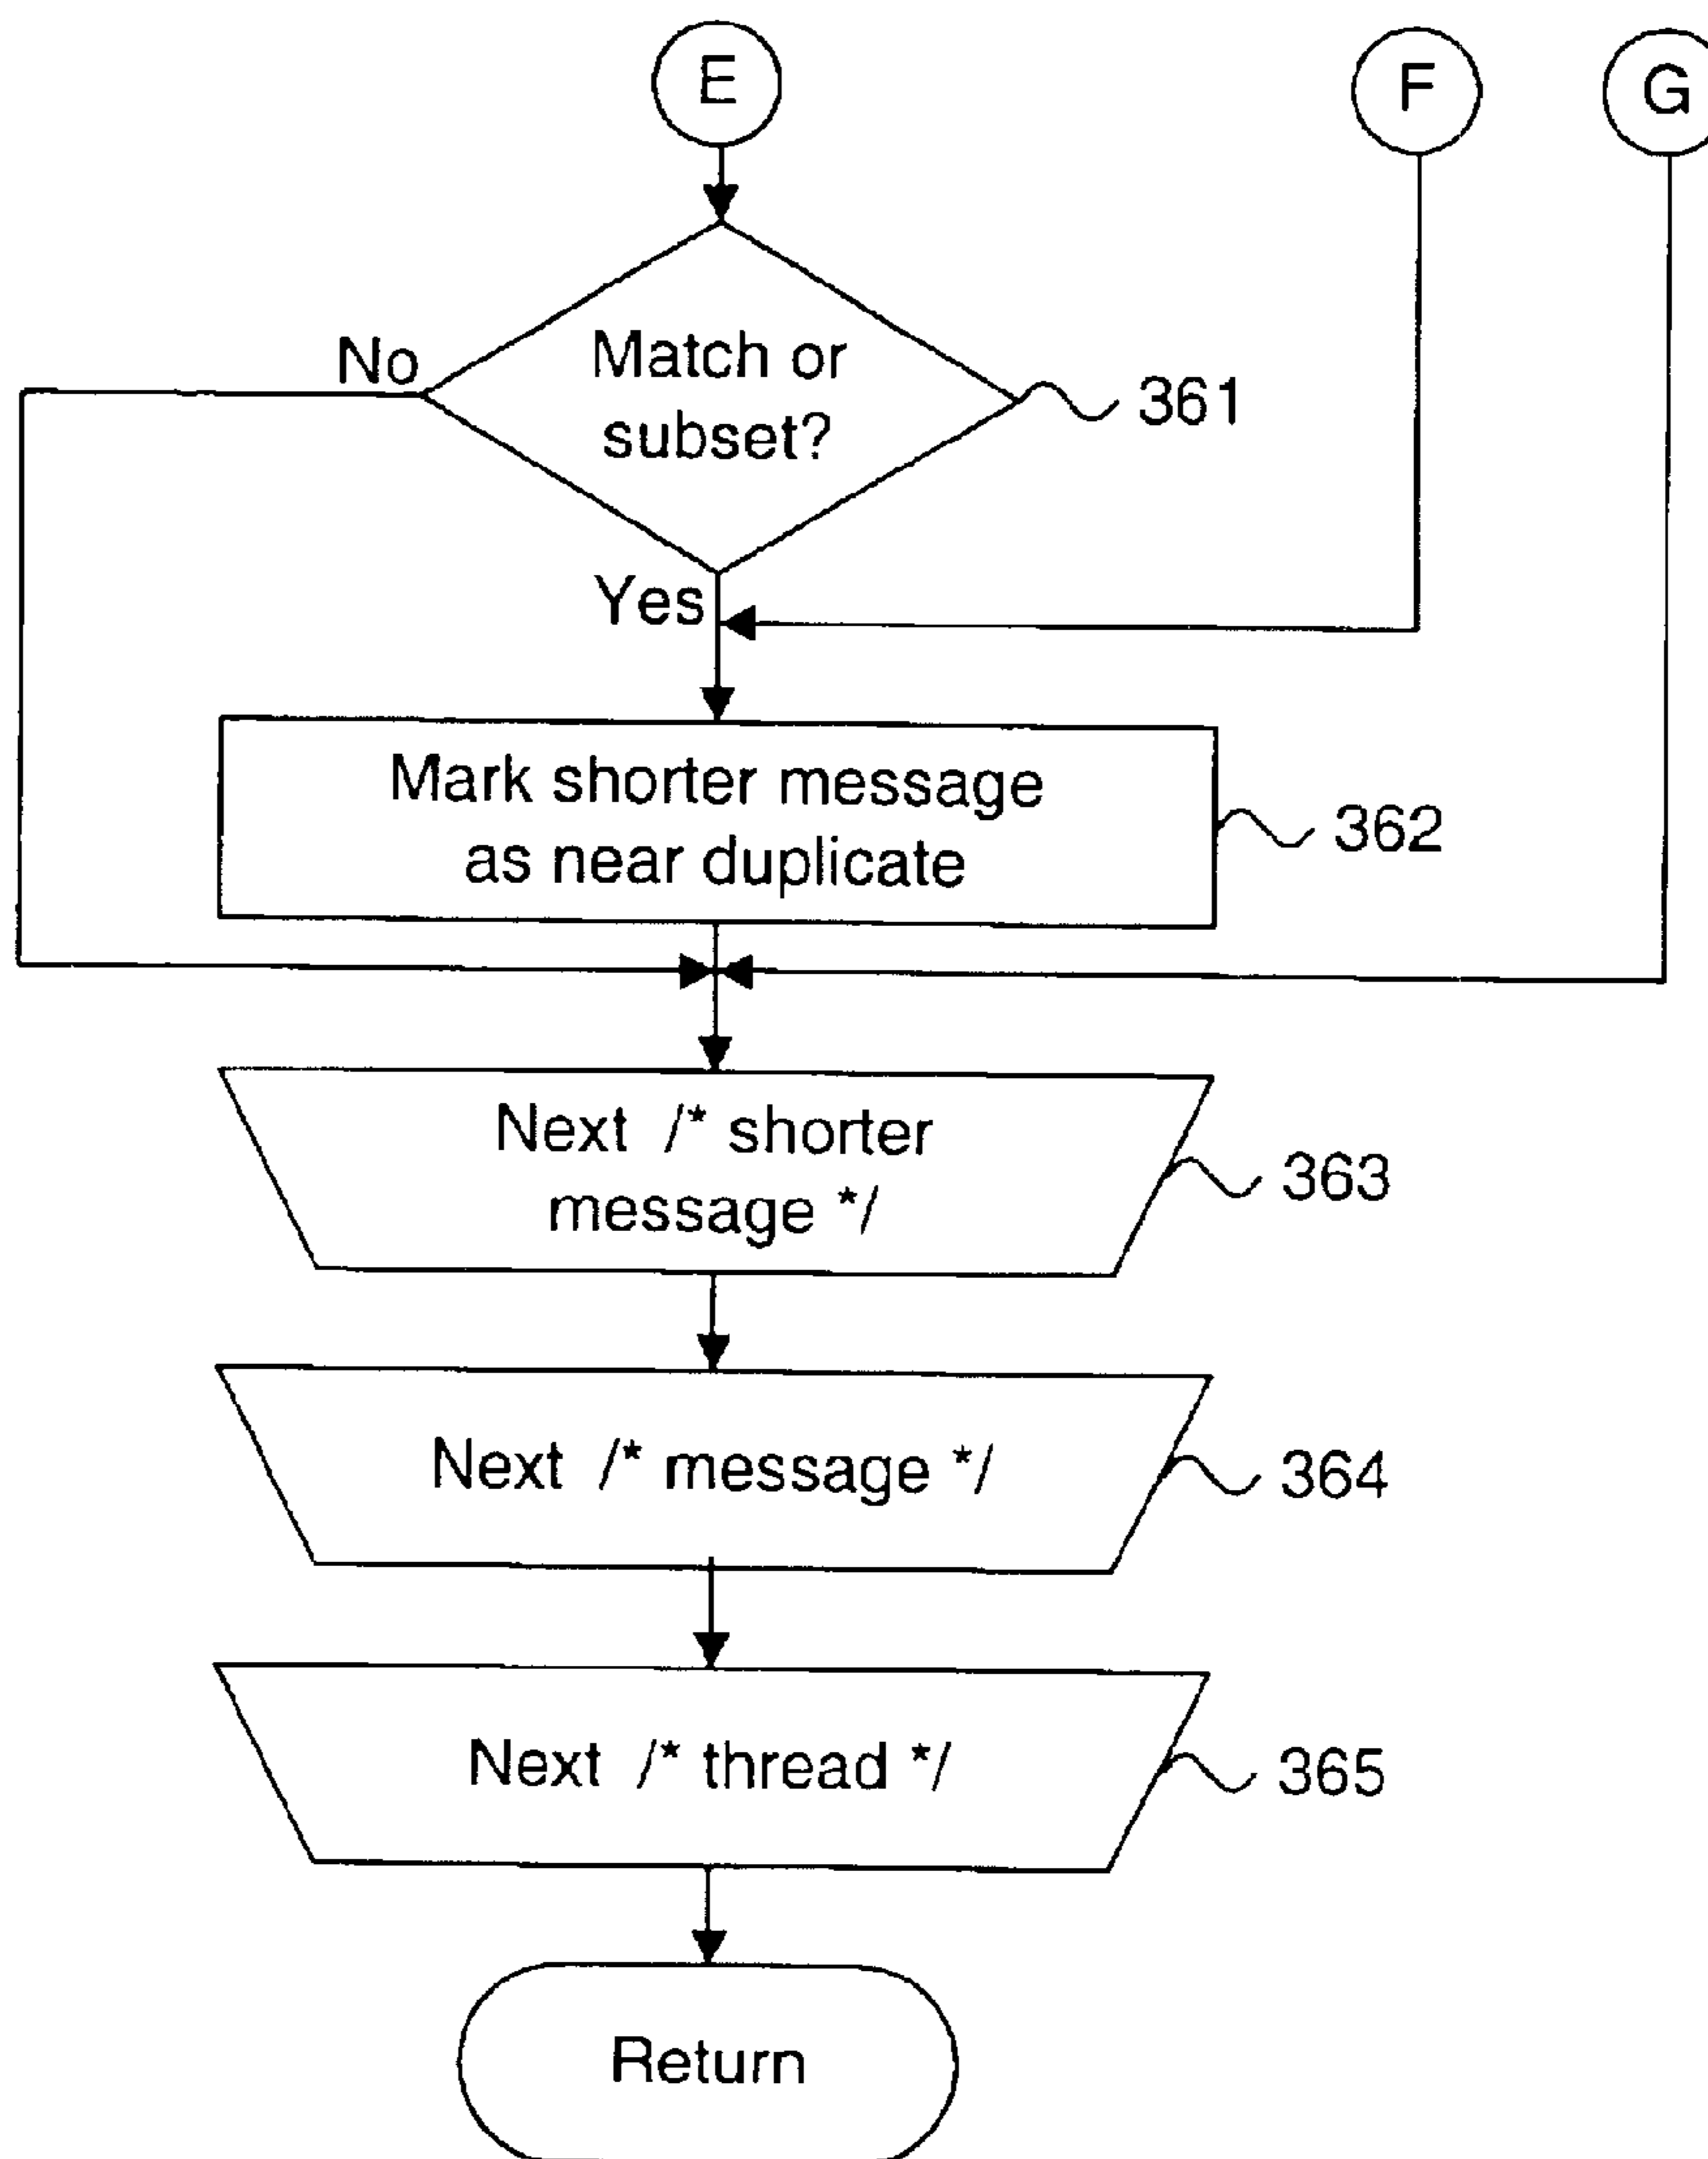 E
F
G
No
Match or
subset?
361
Yes
Mark shorter message
as near duplicate
362
Next /* shorter
message */
363
Next /* message */
364
Next /* thread */
365
Return